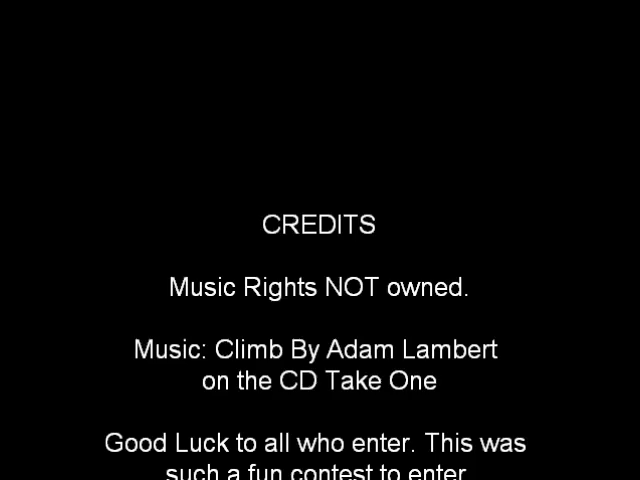 CREDITS
Music Rights NOT owned.
Music: Climb By Adam Lambert
on the CD Take One
Good Luck to all who enter. This was
such a fun contest to enter